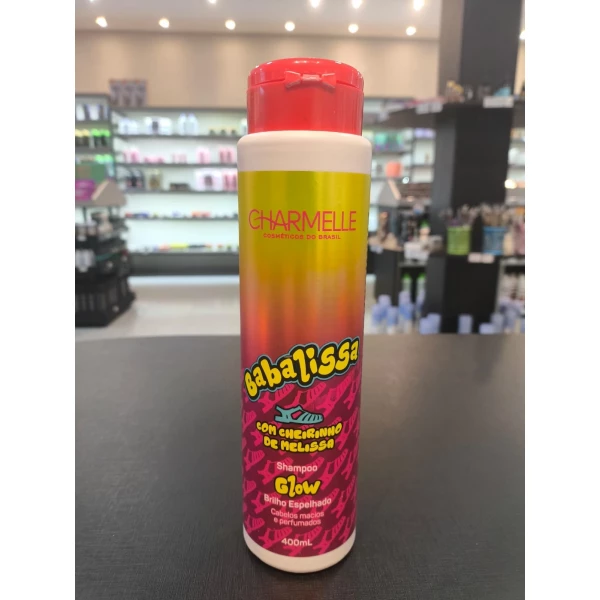 CHARMELLE
COSMÉTICOS DO BRASIL
Babalissa
COM CHEIRINHO
DE MELISSA
Shampoo
Glow
Brilho Espelhado
Cabelos macios
e perfumados
400mL